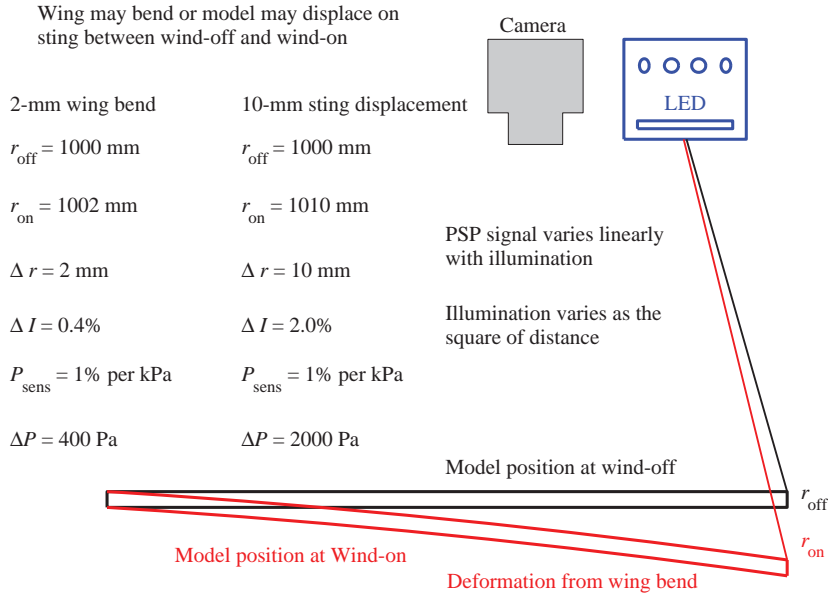 Wing may bend or model may displace on
sting between wind-off and wind-on
Camera
LED
2-mm wing bend
r_off = 1000 mm
r_on = 1002 mm
Δ r = 2 mm
Δ I = 0.4%
P_sens = 1% per kPa
ΔP = 400 Pa
10-mm sting displacement
r_off = 1000 mm
r_on = 1010 mm
Δ r = 10 mm
Δ I = 2.0%
P_sens = 1% per kPa
ΔP = 2000 Pa
PSP signal varies linearly
with illumination
Illumination varies as the
square of distance
Model position at wind-off
r_off
r_on
Model position at Wind-on
Deformation from wing bend